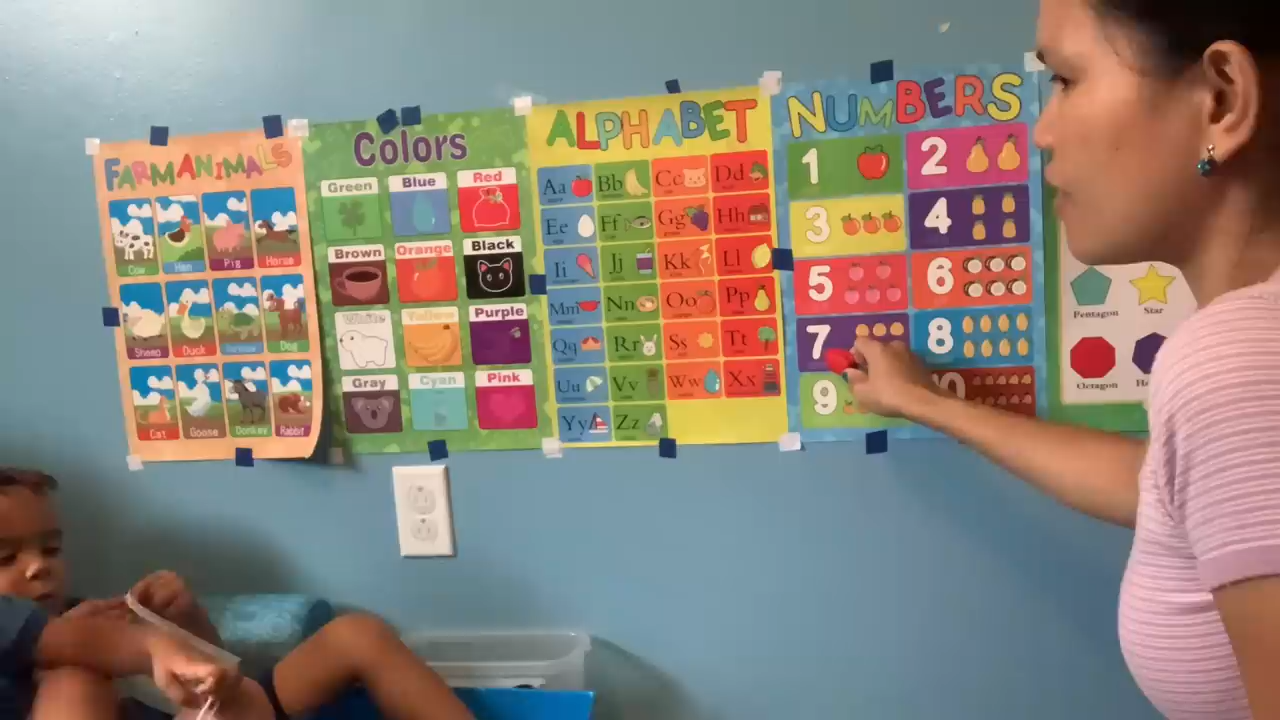 FARM ANIMALS
Cow Hen Pig Horse
Sheep Duck Dog
Cat Goose Donkey Rabbit
Colors
Green Blue Red
Brown Orange Black
White Yellow Purple
Gray Cyan Pink
ALPHABET
Aa Bb Cc Dd
Ee Ff Gg Hh
Ii Jj Kk Ll
Mm Nn Oo Pp
Qq Rr Ss Tt
Uu Vv Ww Xx
Yy Zz
NUMBERS
1 2
3 4
5 6
7 8
9 10
Pentagon Star
Octagon